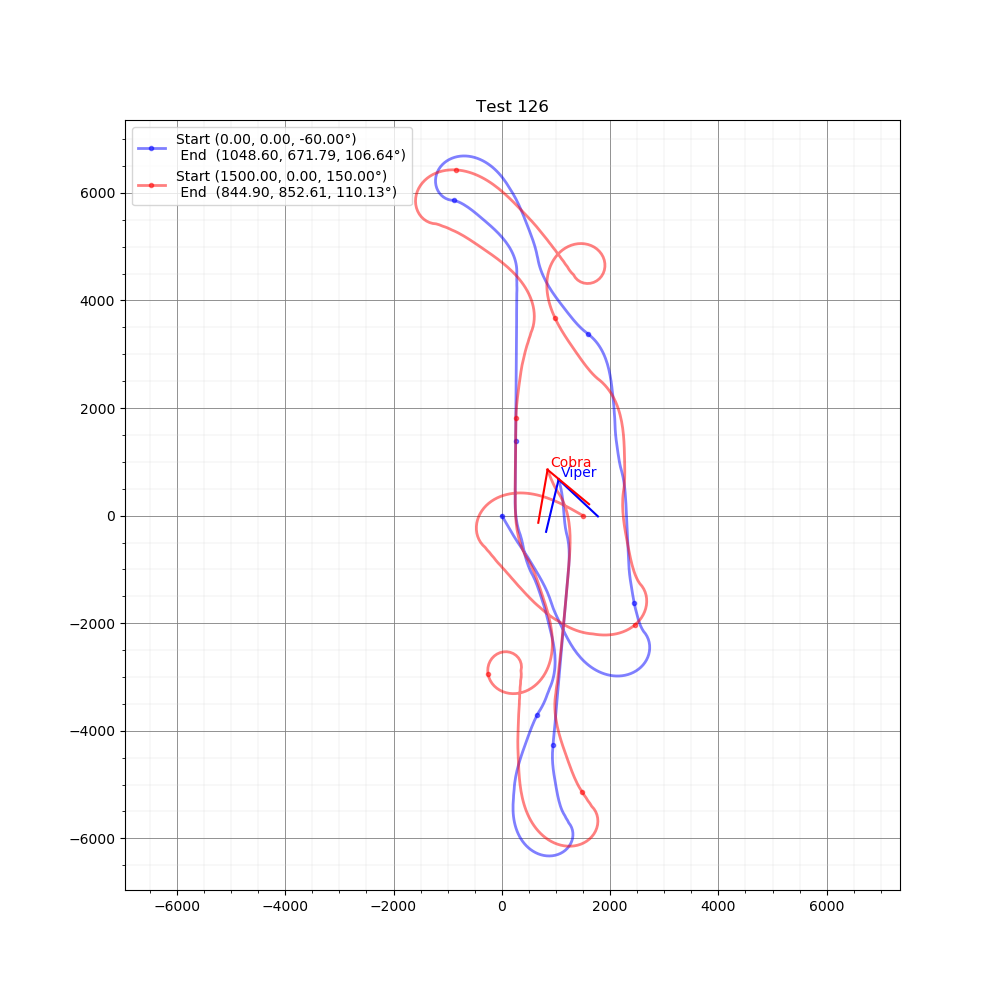 Test 126
Start (0.00, 0.00, -60.00°)
End (1048.60, 671.79, 106.64°)
Start (1500.00, 0.00, 150.00°)
End (844.90, 852.61, 110.13°)
6000
4000
2000
0
−2000
−4000
−6000
Cobra
Viper
−6000 −4000 −2000 0 2000 4000 6000